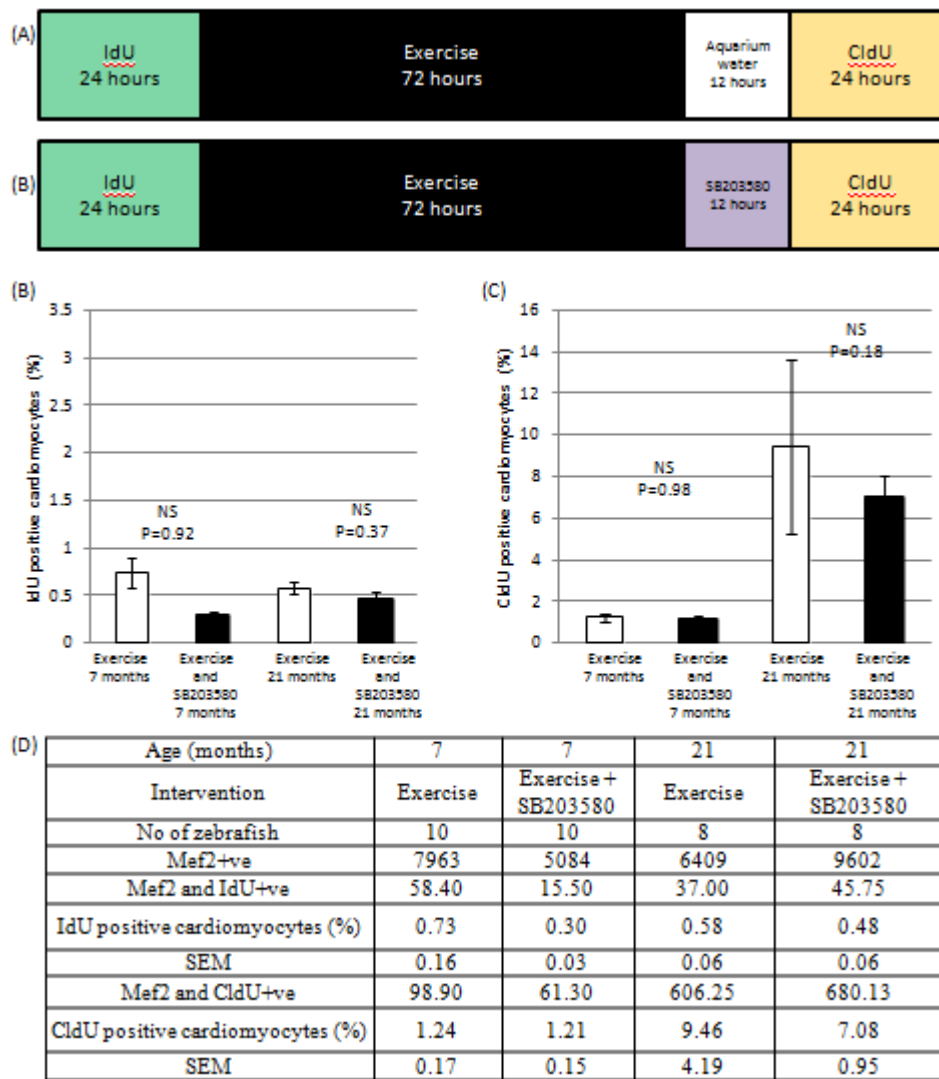 (A)
IdU
24 hours
Exercise
72 hours
Aquarium
water
12 hours
CldU
24 hours
(B)
IdU
24 hours
Exercise
72 hours
SB203580
12 hours
CldU
24 hours
(B)
IdU positive cardiomyocytes (%)
3.5
3
2.5
2
1.5
1
0.5
0
NS
P=0.92
NS
P=0.37
Exercise
7 months
Exercise
and
SB203580
7 months
Exercise
21 months
Exercise
and
SB203580
21 months
(C)
CldU positive cardiomyocytes (%)
16
14
12
10
8
6
4
2
0
NS
P=0.98
NS
P=0.18
Exercise
7 months
Exercise
and
SB203580
7 months
Exercise
21 months
Exercise
and
SB203580
21 months
(D)
Age (months) 7 7 21 21
Intervention Exercise Exercise + SB203580 Exercise Exercise + SB203580
No of zebrafish 10 10 8 8
Mef2+ve 7963 5084 6409 9602
Mef2 and IdU+ve 58.40 15.50 37.00 45.75
IdU positive cardiomyocytes (%) 0.73 0.30 0.58 0.48
SEM 0.16 0.03 0.06 0.06
Mef2 and CldU+ve 98.90 61.30 606.25 680.13
CldU positive cardiomyocytes (%) 1.24 1.21 9.46 7.08
SEM 0.17 0.15 4.19 0.95